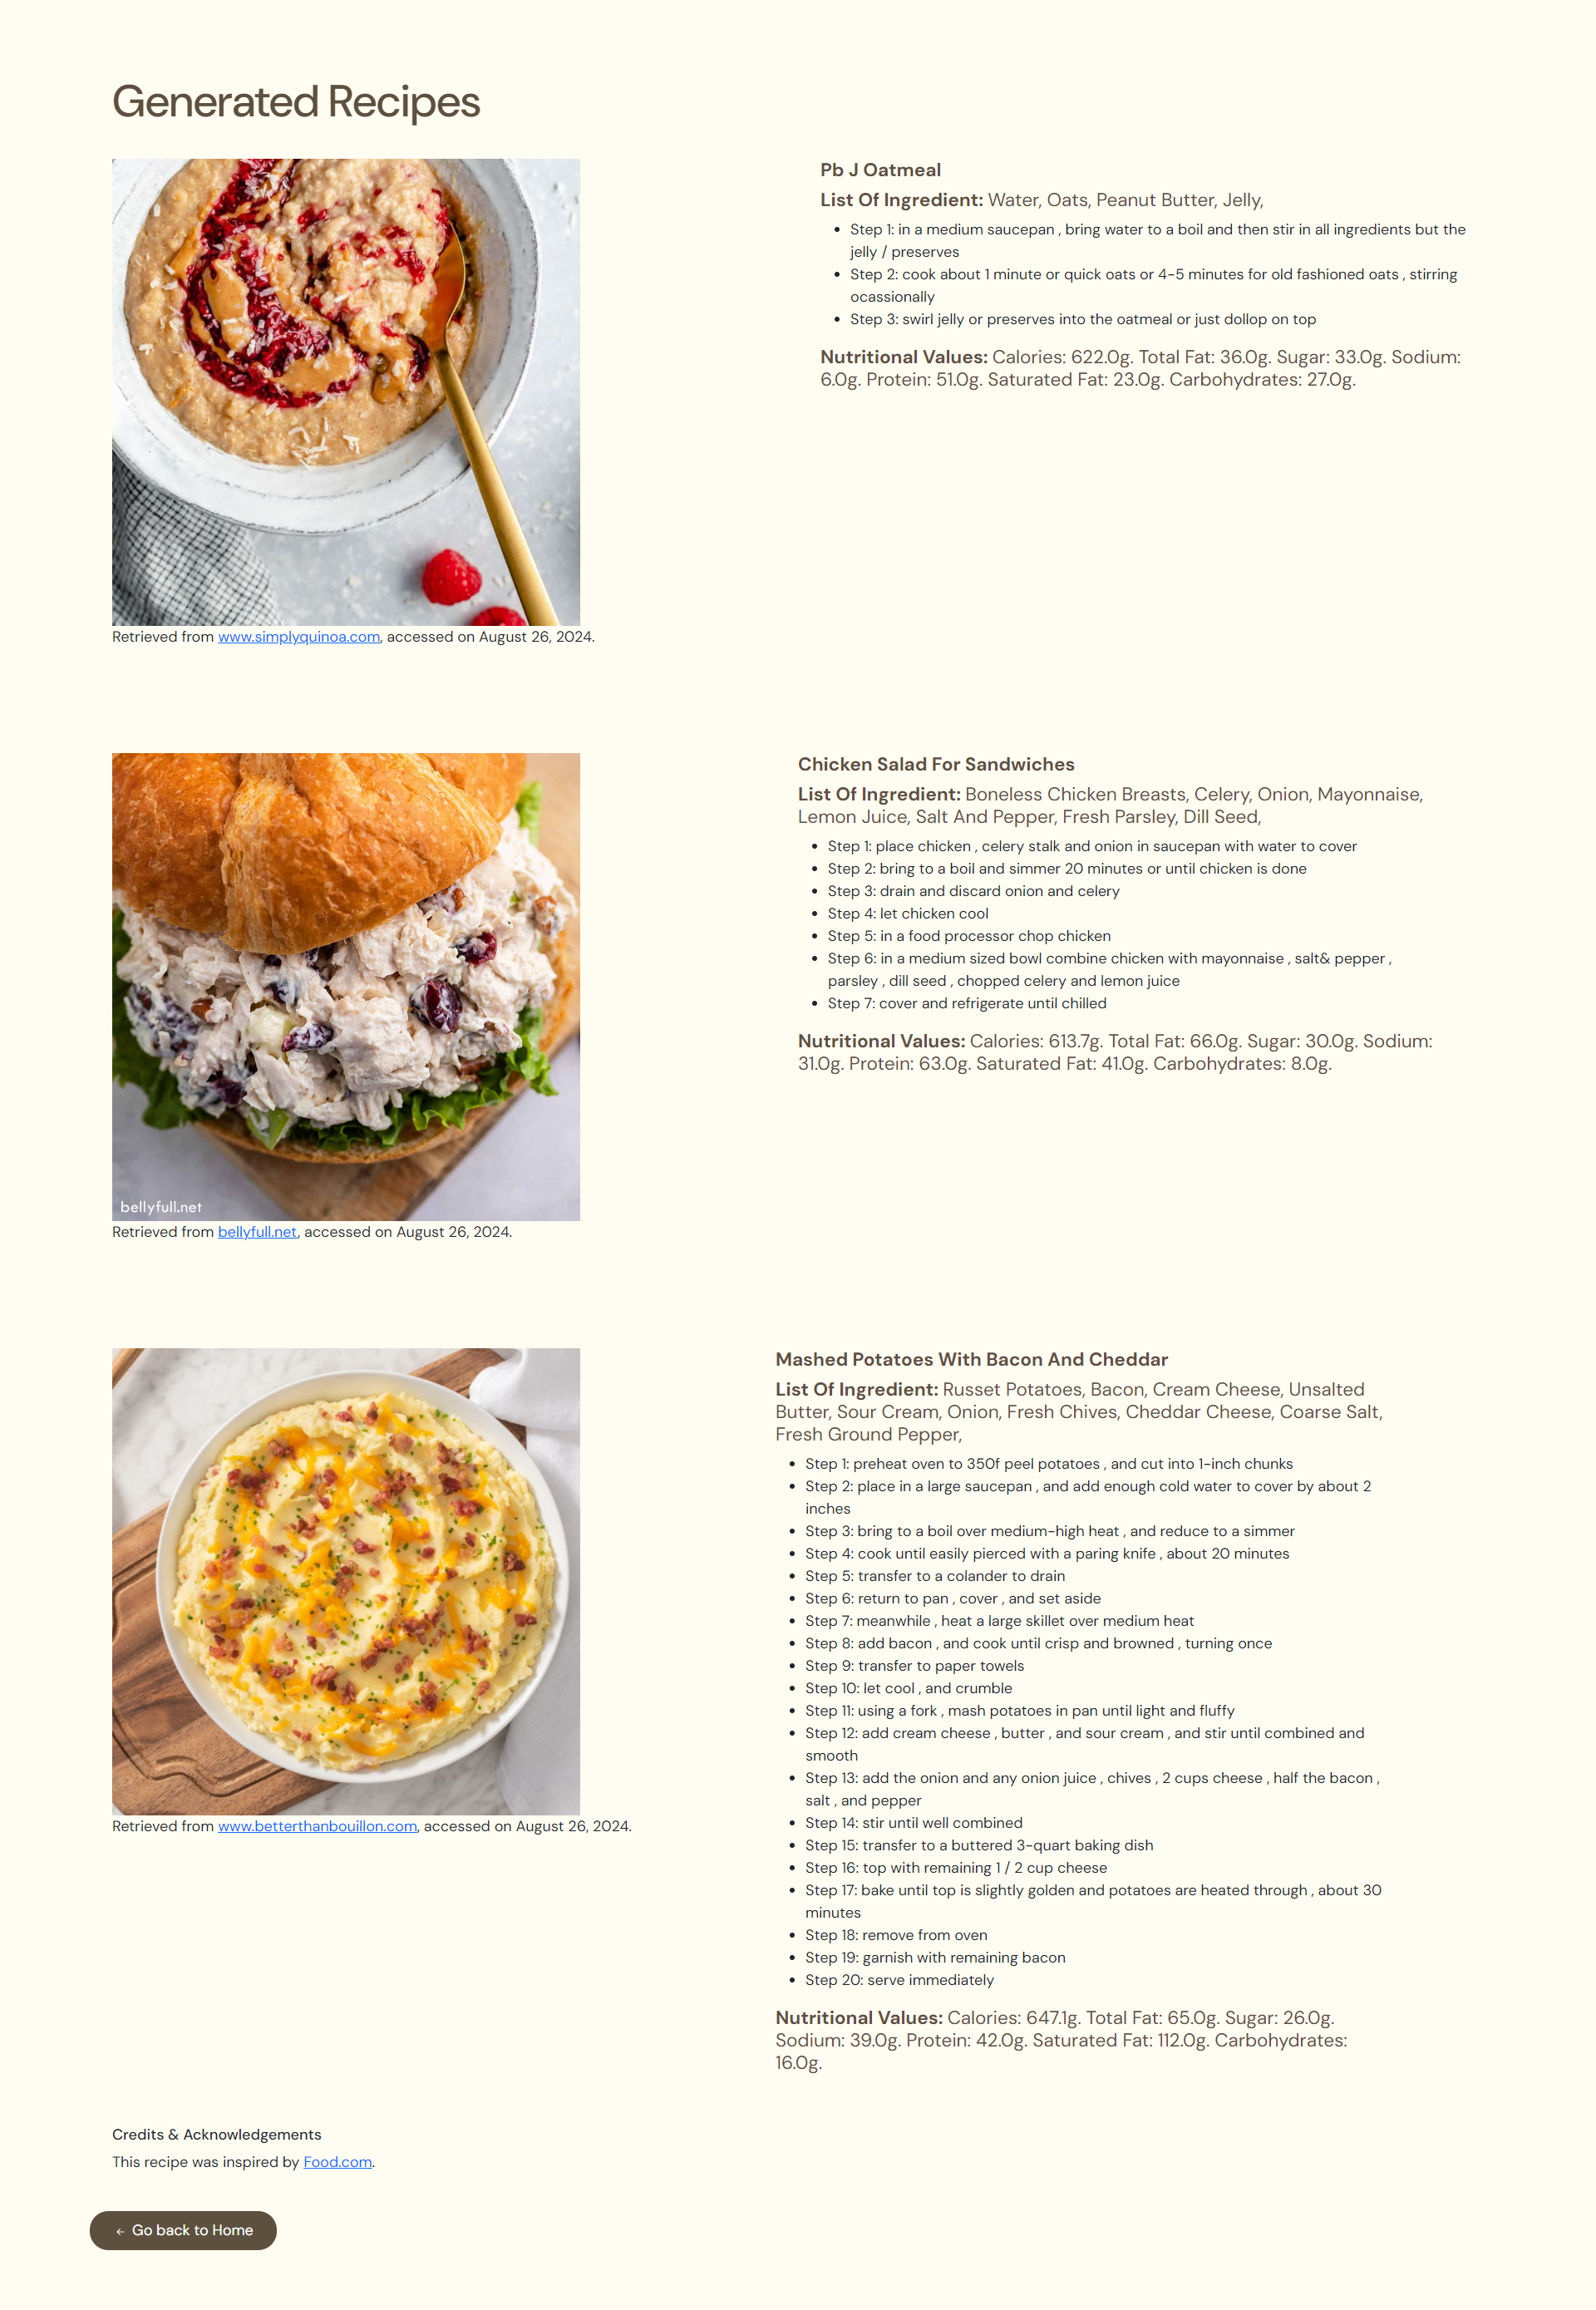 Generated Recipes
Pb J Oatmeal
List Of Ingredient: Water, Oats, Peanut Butter, Jelly,
Step 1: in a medium saucepan , bring water to a boil and then stir in all ingredients but the
jelly / preserves
Step 2: cook about 1 minute or quick oats or 4-5 minutes for old fashioned oats , stirring
ocassionally
Step 3: swirl jelly or preserves into the oatmeal or just dollop on top
Nutritional Values: Calories: 622.0g. Total Fat: 36.0g. Sugar: 33.0g. Sodium:
6.0g. Protein: 51.0g. Saturated Fat: 23.0g. Carbohydrates: 27.0g.
Retrieved from www.simplyquinoa.com, accessed on August 26, 2024.
Chicken Salad For Sandwiches
List Of Ingredient: Boneless Chicken Breasts, Celery, Onion, Mayonnaise,
Lemon Juice, Salt And Pepper, Fresh Parsley, Dill Seed,
Step 1: place chicken , celery stalk and onion in saucepan with water to cover
Step 2: bring to a boil and simmer 20 minutes or until chicken is done
Step 3: drain and discard onion and celery
Step 4: let chicken cool
Step 5: in a food processor chop chicken
Step 6: in a medium sized bowl combine chicken with mayonnaise , salt& pepper ,
parsley , dill seed , chopped celery and lemon juice
Step 7: cover and refrigerate until chilled
Nutritional Values: Calories: 613.7g. Total Fat: 66.0g. Sugar: 30.0g. Sodium:
31.0g. Protein: 63.0g. Saturated Fat: 41.0g. Carbohydrates: 8.0g.
bellyfull.net
Retrieved from bellyfull.net, accessed on August 26, 2024.
Mashed Potatoes With Bacon And Cheddar
List Of Ingredient: Russet Potatoes, Bacon, Cream Cheese, Unsalted
Butter, Sour Cream, Onion, Fresh Chives, Cheddar Cheese, Coarse Salt,
Fresh Ground Pepper,
Step 1: preheat oven to 350f peel potatoes , and cut into 1-inch chunks
Step 2: place in a large saucepan , and add enough cold water to cover by about 2
inches
Step 3: bring to a boil over medium-high heat , and reduce to a simmer
Step 4: cook until easily pierced with a paring knife , about 20 minutes
Step 5: transfer to a colander to drain
Step 6: return to pan , cover , and set aside
Step 7: meanwhile , heat a large skillet over medium heat
Step 8: add bacon , and cook until crisp and browned , turning once
Step 9: transfer to paper towels
Step 10: let cool , and crumble
Step 11: using a fork , mash potatoes in pan until light and fluffy
Step 12: add cream cheese , butter , and sour cream , and stir until combined and
smooth
Step 13: add the onion and any onion juice , chives , 2 cups cheese , half the bacon ,
salt , and pepper
Step 14: stir until well combined
Step 15: transfer to a buttered 3-quart baking dish
Step 16: top with remaining 1 / 2 cup cheese
Step 17: bake until top is slightly golden and potatoes are heated through , about 30
minutes
Step 18: remove from oven
Step 19: garnish with remaining bacon
Step 20: serve immediately
Nutritional Values: Calories: 647.1g. Total Fat: 65.0g. Sugar: 26.0g.
Sodium: 39.0g. Protein: 42.0g. Saturated Fat: 112.0g. Carbohydrates:
16.0g.
Retrieved from www.betterthanbouillon.com, accessed on August 26, 2024.
Credits & Acknowledgements
This recipe was inspired by Food.com.
← Go back to Home